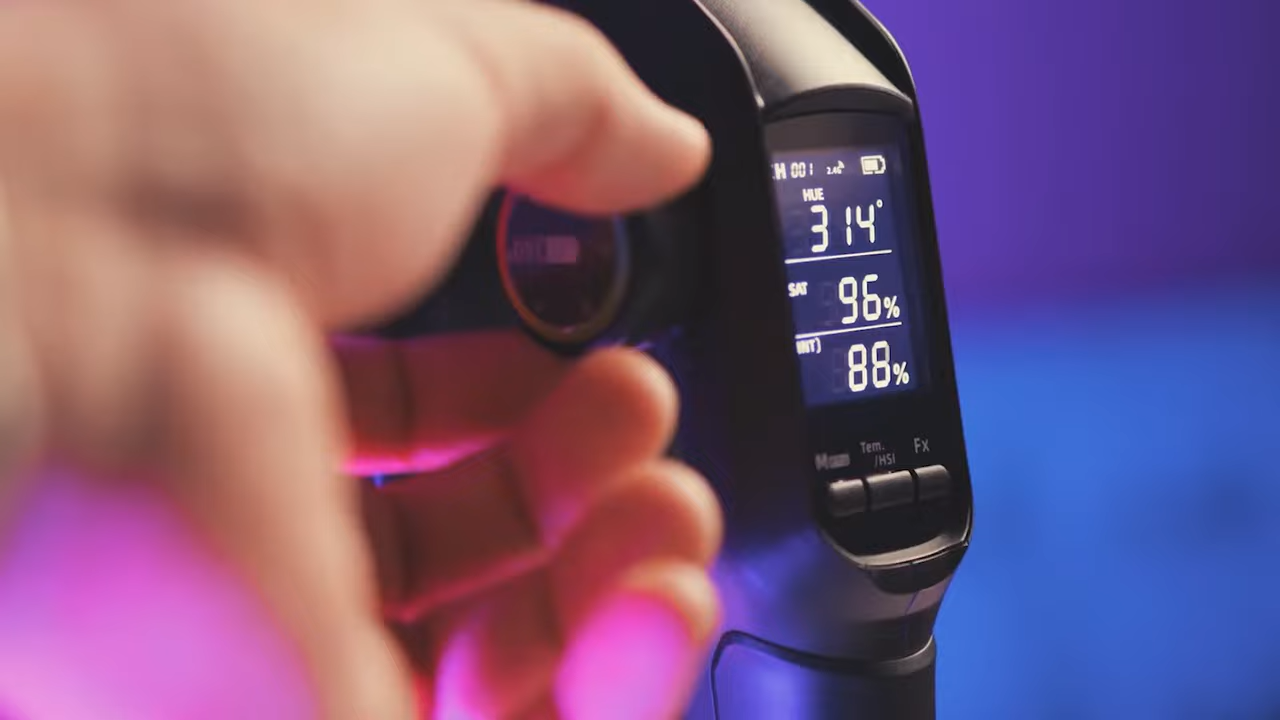 CH 001 2.4G
HUE
314°
SAT
96%
(INT)
88%
Tem. Fx
/HSI